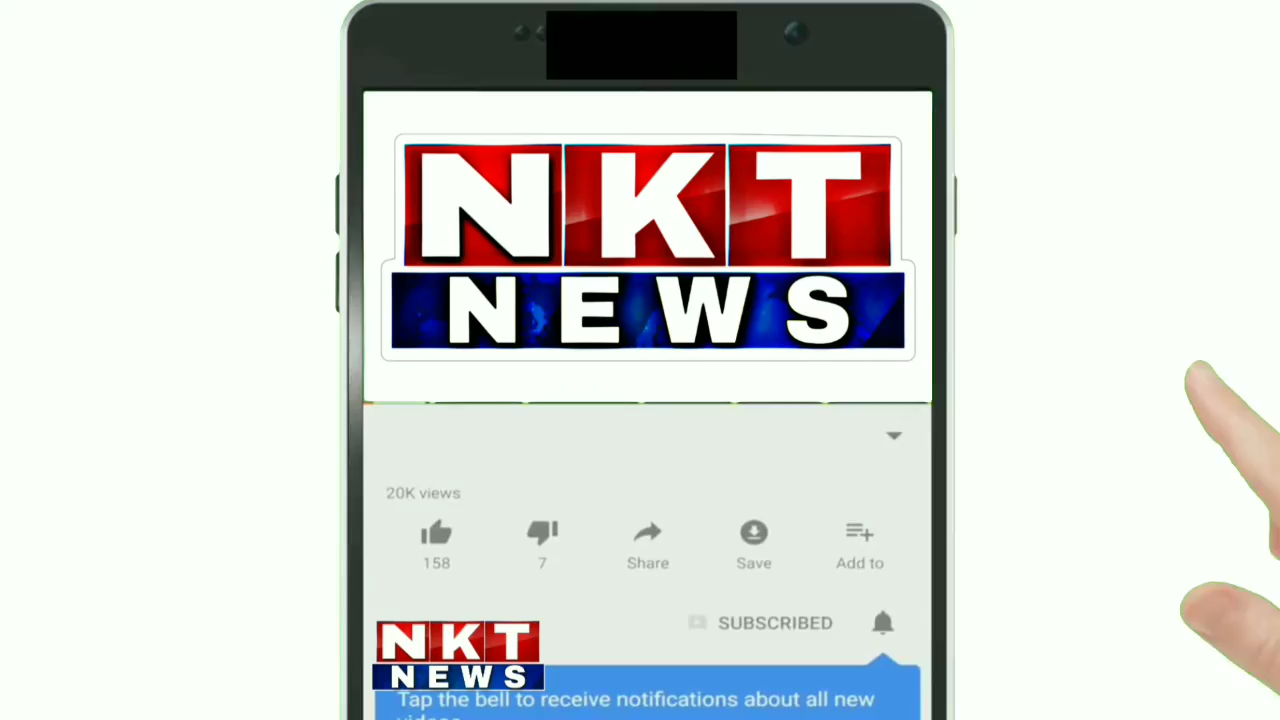 NKT
NEWS
20K views
158
7
Share
Save
Add to
SUBSCRIBED
NKT
NEWS
Tap the bell to receive notifications about all new
videos